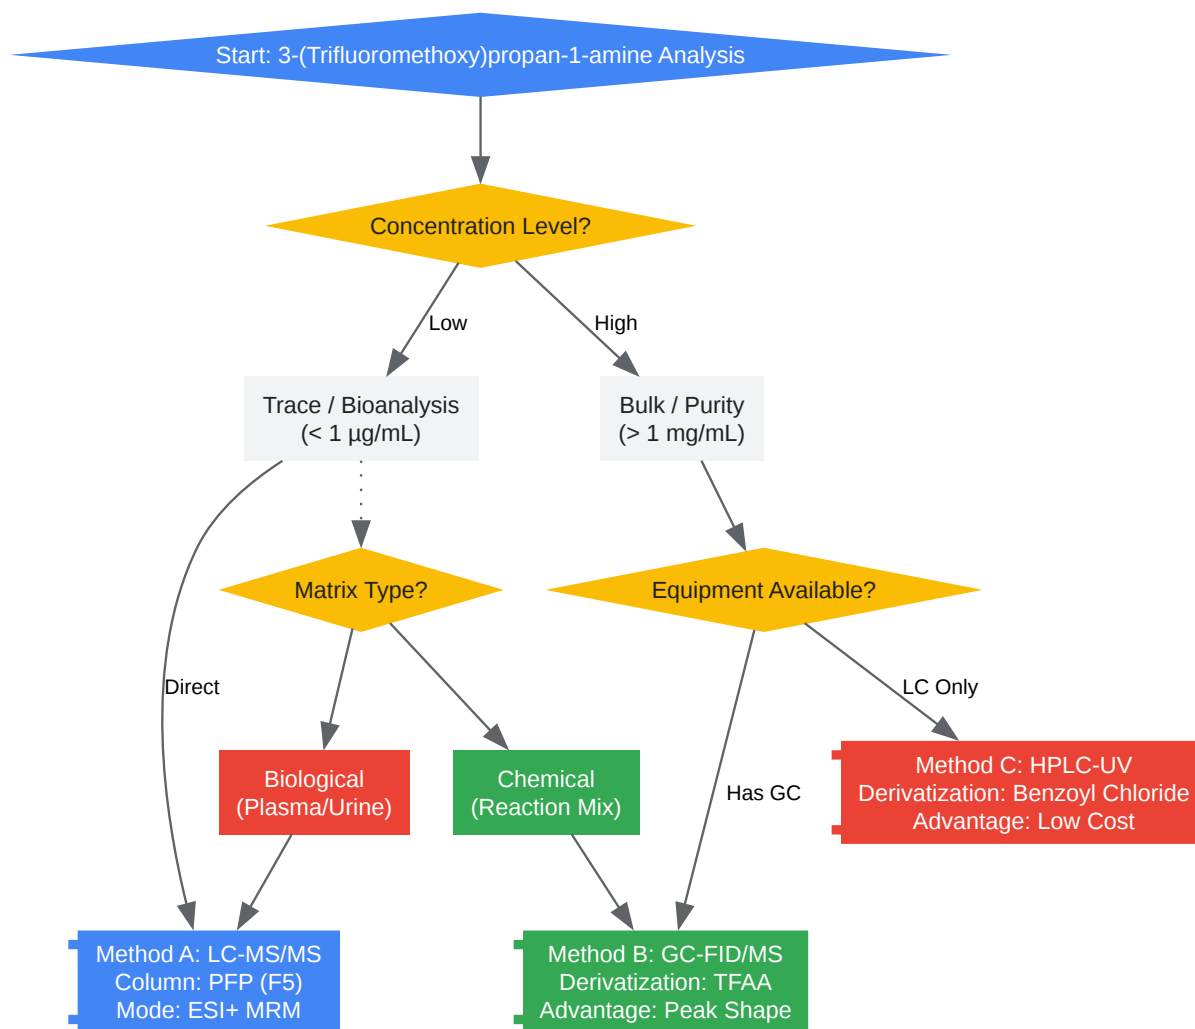 Start: 3-(Trifluoromethoxy)propan-1-amine Analysis
Concentration Level?
Low
High
Trace / Bioanalysis
(< 1 µg/mL)
Bulk / Purity
(> 1 mg/mL)
Matrix Type?
Equipment Available?
Direct
LC Only
Biological
(Plasma/Urine)
Chemical
(Reaction Mix)
Has GC
Method C: HPLC-UV
Derivatization: Benzoyl Chloride
Advantage: Low Cost
Method A: LC-MS/MS
Column: PFP (F5)
Mode: ESI+ MRM
Method B: GC-FID/MS
Derivatization: TFAA
Advantage: Peak Shape